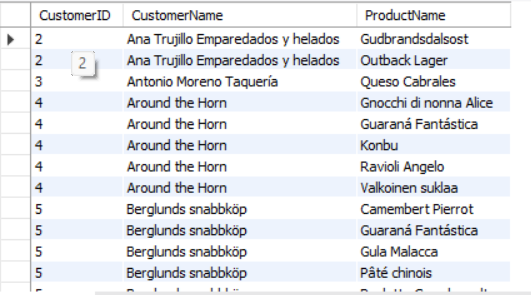 CustomerID CustomerName ProductName
2 Ana Trujillo Emparedados y helados Gudbrandsdalsost
2 Ana Trujillo Emparedados y helados Outback Lager
2
3 Antonio Moreno Taquería Queso Cabrales
4 Around the Horn Gnocchi di nonna Alice
4 Around the Horn Guaraná Fantástica
4 Around the Horn Konbu
4 Around the Horn Ravioli Angelo
4 Around the Horn Valkoinen suklaa
5 Berglunds snabbköp Camembert Pierrot
5 Berglunds snabbköp Guaraná Fantástica
5 Berglunds snabbköp Gula Malacca
5 Berglunds snabbköp Pâté chinois